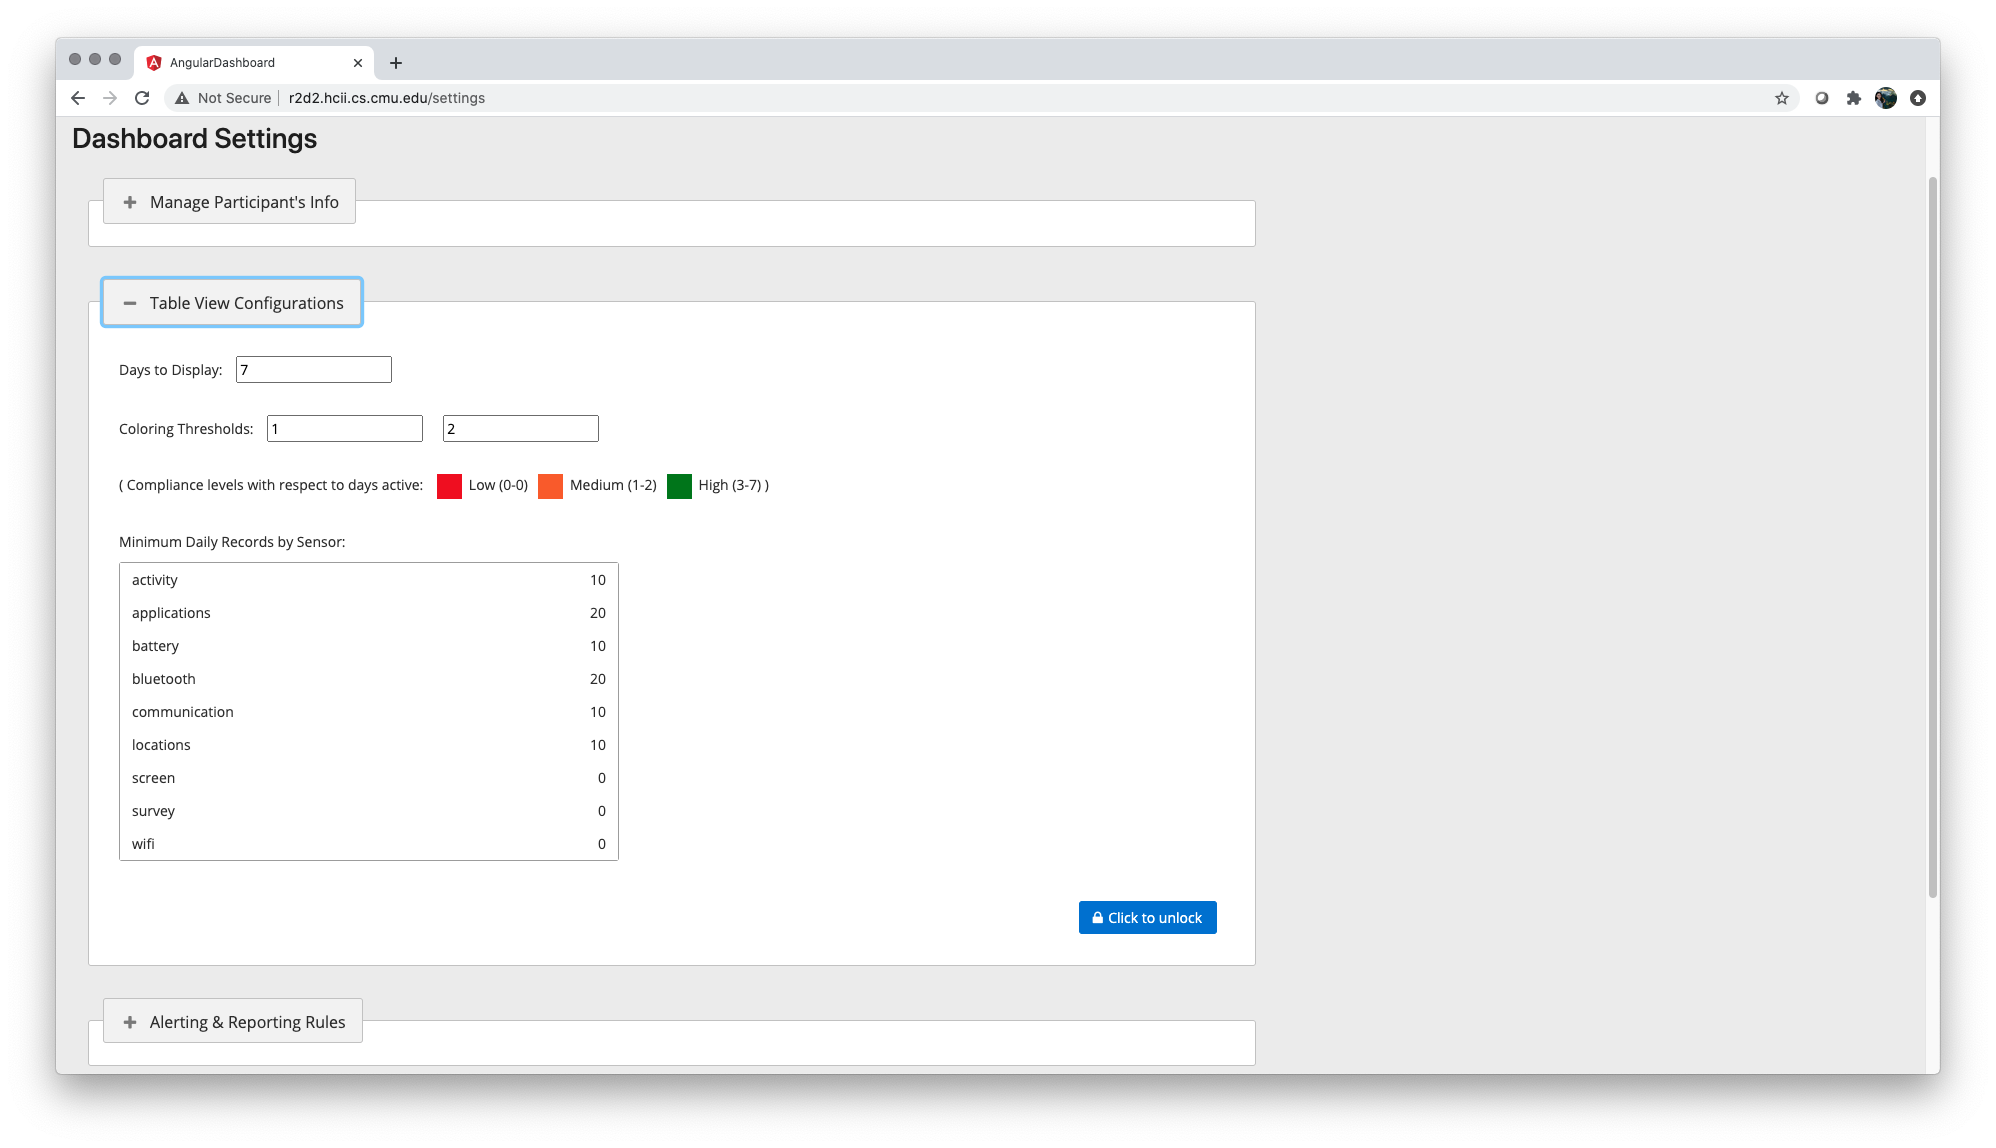 AngularDashboard
Not Secure r2d2.hcii.cs.cmu.edu/settings
Dashboard Settings
Manage Participant's Info
Table View Configurations
Days to Display: 7
Coloring Thresholds: 1 2
( Compliance levels with respect to days active: Low (0-0) Medium (1-2) High (3-7) )
Minimum Daily Records by Sensor:
activity 10
applications 20
battery 10
bluetooth 20
communication 10
locations 10
screen 0
survey 0
wifi 0
Click to unlock
Alerting & Reporting Rules